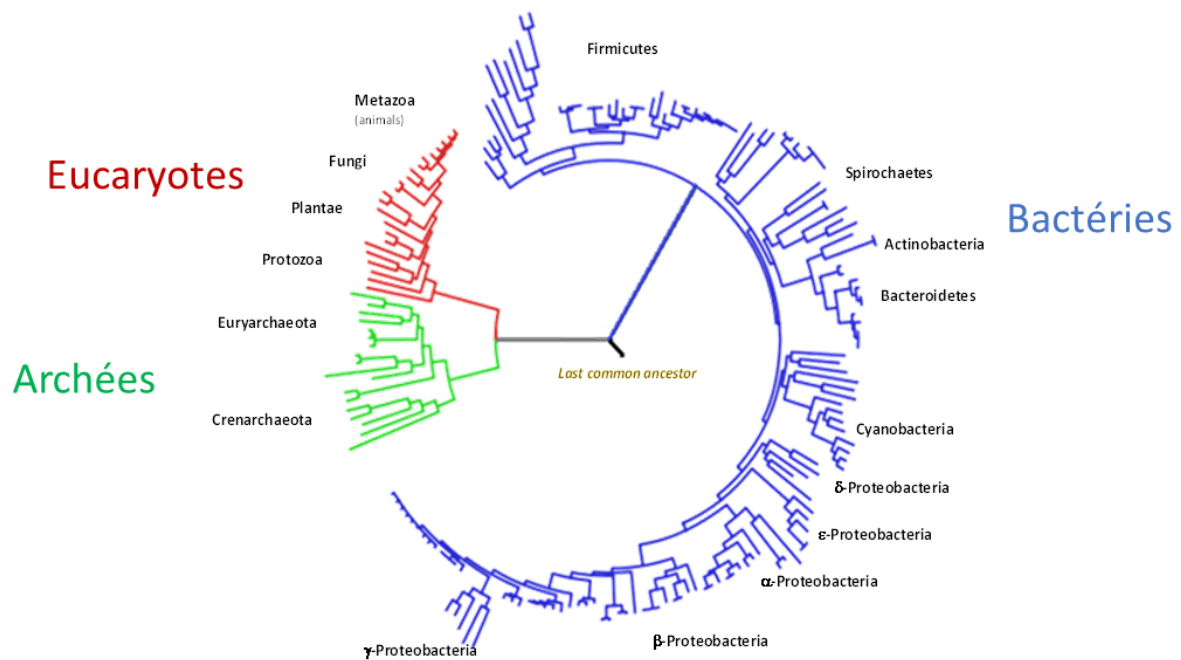 Firmicutes
Metazoa
(animals)
Fungi
Eucaryotes
Spirochaetes
Plantae
Bactéries
Actinobacteria
Protozoa
Bacteroidetes
Euryarchaeota
Archées
Last common ancestor
Crenarchaeota
Cyanobacteria
δ-Proteobacteria
ε-Proteobacteria
α-Proteobacteria
β-Proteobacteria
γ-Proteobacteria